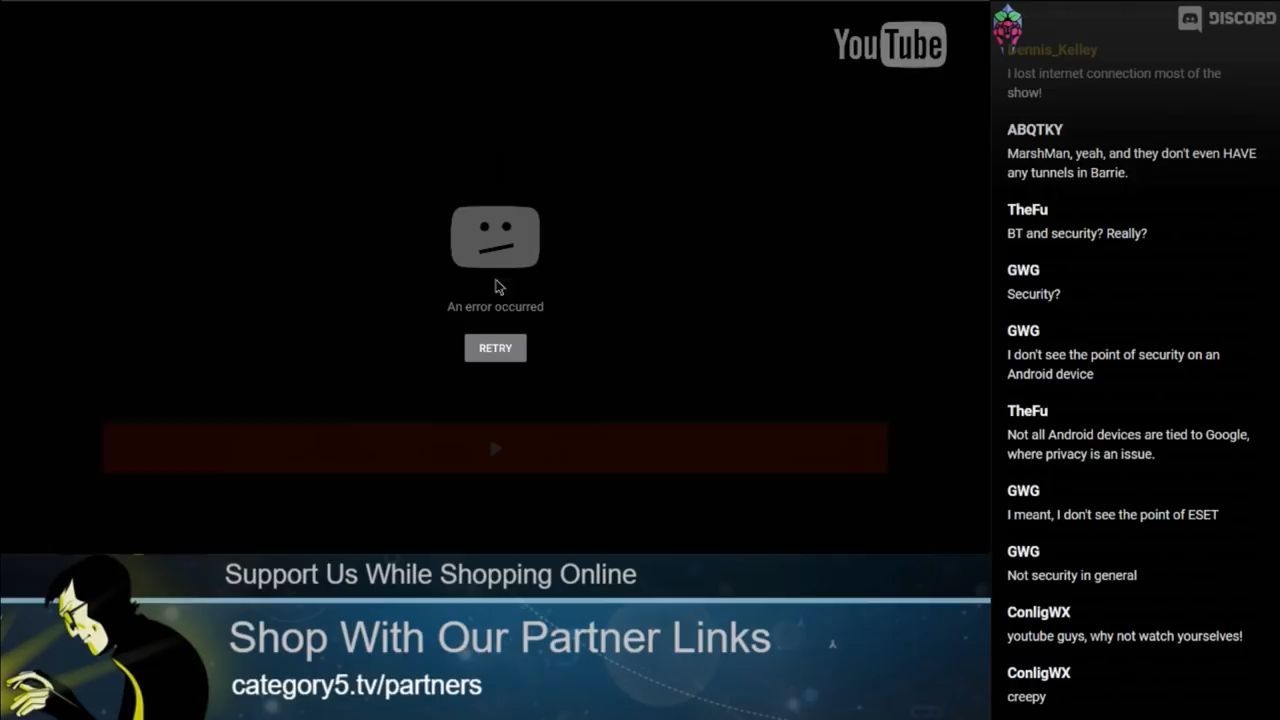 YouTube
An error occurred
RETRY
Support Us While Shopping Online
Shop With Our Partner Links
category5.tv/partners
DISCORD
Dennis_Kelley
I lost internet connection most of the
show!
ABQTKY
MarshMan, yeah, and they don't even HAVE
any tunnels in Barrie.
TheFu
BT and security? Really?
GWG
Security?
GWG
I don't see the point of security on an
Android device
TheFu
Not all Android devices are tied to Google,
where privacy is an issue.
GWG
I meant, I don't see the point of ESET
GWG
Not security in general
ConligWX
youtube guys, why not watch yourselves!
ConligWX
creepy